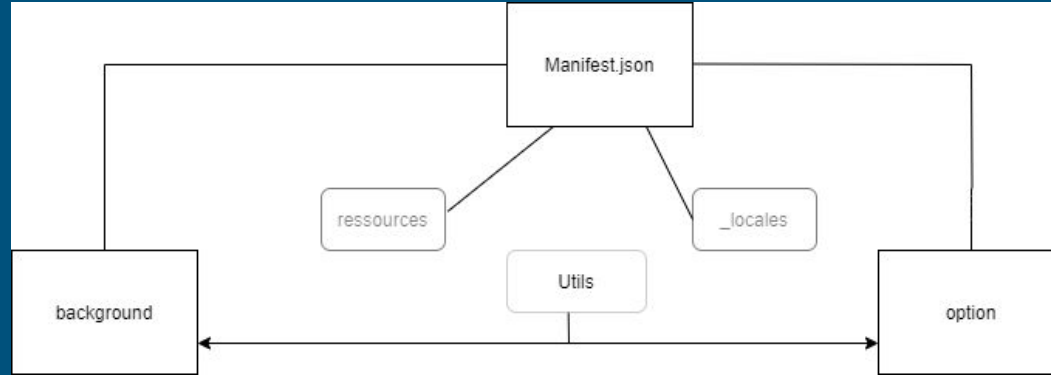 Manifest.json
ressources
_locales
Utils
background
option